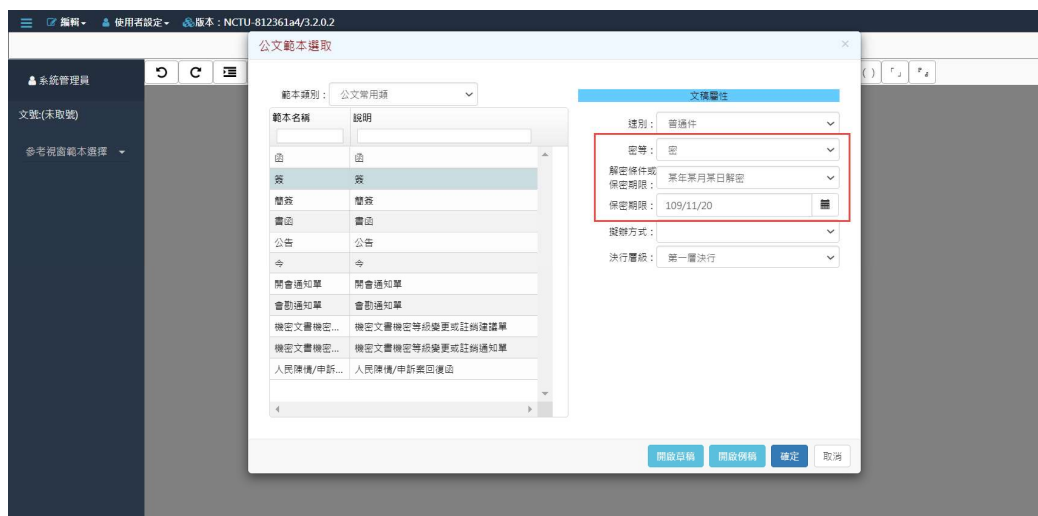 編輯 使用者設定 版本：NCTU-812361a4/3.2.0.2
公文範本選取 ×
系統管理員
文號:(未取號)
參考視窗範本選擇
範本類別： 公文常用類
範本名稱 說明
函 函
簽 簽
簡簽 簡簽
書函 書函
公告 公告
令 令
開會通知單 開會通知單
會勘通知單 會勘通知單
機密文書機密... 機密文書機密等級變更或註銷建議單
機密文書機密... 機密文書機密等級變更或註銷通知單
人民陳情/申訴... 人民陳情/申訴案回復函
文稿屬性
速別： 普通件
密等： 密
解密條件或
保密期限： 某年某月某日解密
保密期限： 109/11/20
擬辦方式：
決行層級： 第一層決行
開啟草稿 開啟例稿 確定 取消
( ) 「」 『』